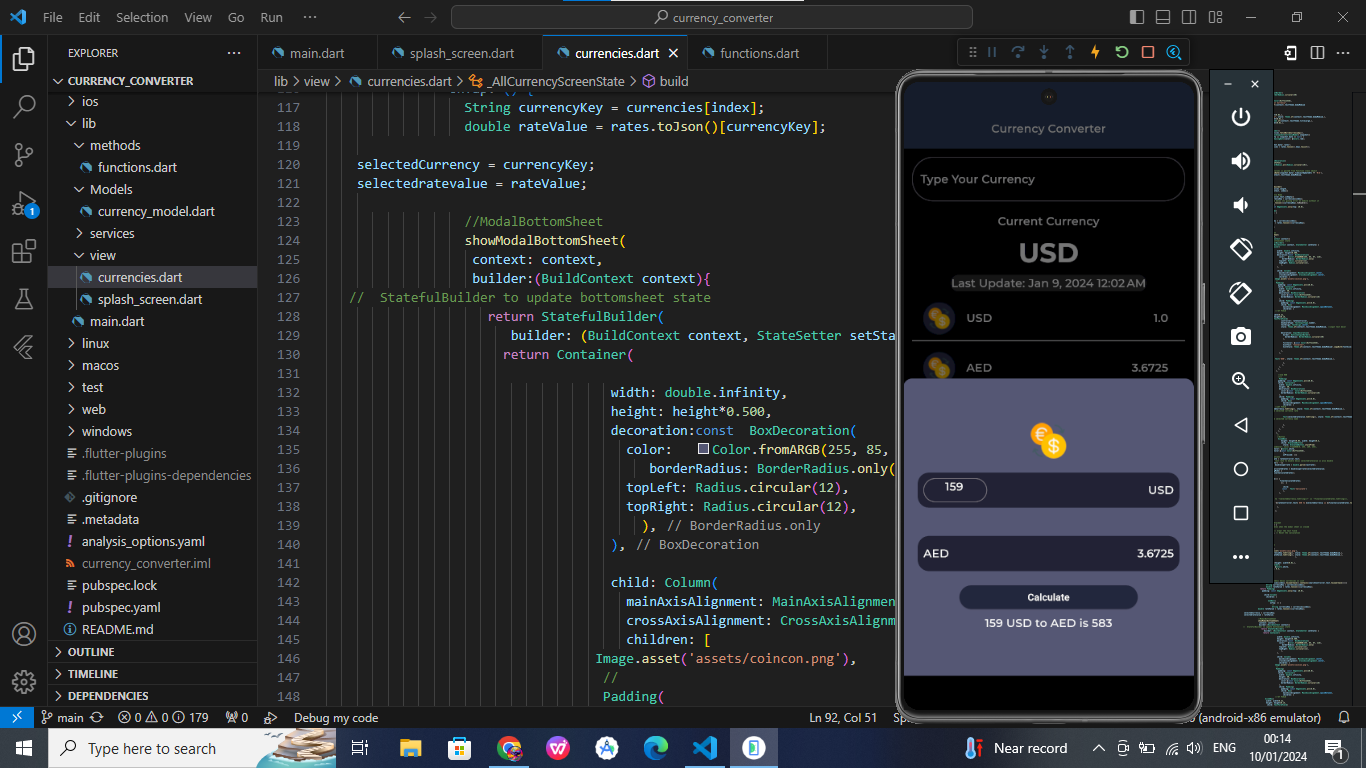 File Edit Selection View Go Run ··· currency_converter
EXPLORER ···
CURRENCY_CONVERTER
ios
lib
methods
functions.dart
Models
currency_model.dart
services
view
currencies.dart
splash_screen.dart
main.dart
linux
macos
test
web
windows
.flutter-plugins
.flutter-plugins-dependencies
.gitignore
.metadata
analysis_options.yaml
currency_converter.iml
pubspec.lock
pubspec.yaml
README.md
OUTLINE
TIMELINE
DEPENDENCIES
1
main.dart splash_screen.dart currencies.dart functions.dart
lib > view > currencies.dart > _AllCurrencyScreenState > build
117 String currencyKey = currencies[index];
118 double rateValue = rates.toJson()[currencyKey];
119
120 selectedCurrency = currencyKey;
121 selectedratevalue = rateValue;
122
123 //ModalBottomSheet
124 showModalBottomSheet(
125 context: context,
126 builder:(BuildContext context){
127 // StatefulBuilder to update bottomsheet state
128 return StatefulBuilder(
129 builder: (BuildContext context, StateSetter setSta
130 return Container(
131
132 width: double.infinity,
133 height: height*0.500,
134 decoration:const BoxDecoration(
135 color: Color.fromARGB(255, 85,
136 borderRadius: BorderRadius.only(
137 topLeft: Radius.circular(12),
138 topRight: Radius.circular(12),
139 ), // BorderRadius.only
140 ), // BoxDecoration
141
142 child: Column(
143 mainAxisAlignment: MainAxisAlignmen
144 crossAxisAlignment: CrossAxisAlignm
145 children: [
146 Image.asset('assets/coincon.png'),
147 //
148 Padding(
Currency Converter
Type Your Currency
Current Currency
USD
Last Update: Jan 9, 2024 12:02 AM
USD 1.0
AED 3.6725
159 USD
AED 3.6725
Calculate
159 USD to AED is 583
main 0 0 179 0 Debug my code Ln 92, Col 51 (android-x86 emulator)
Type here to search Near record ENG 00:14
10/01/2024
1